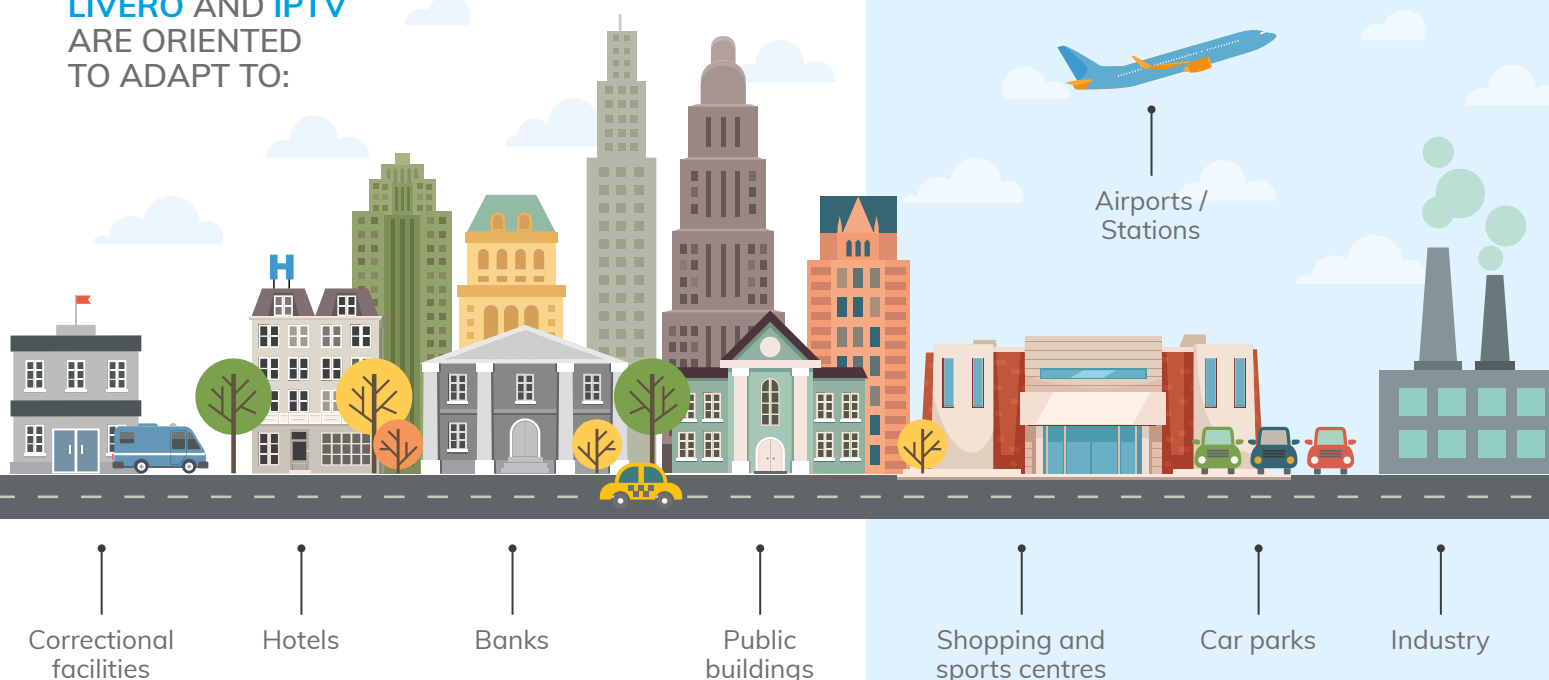 LIVERO AND IPTV
ARE ORIENTED
TO ADAPT TO:
Airports /
Stations
H
Correctional
facilities
Hotels
Banks
Public
buildings
Shopping and
sports centres
Car parks
Industry